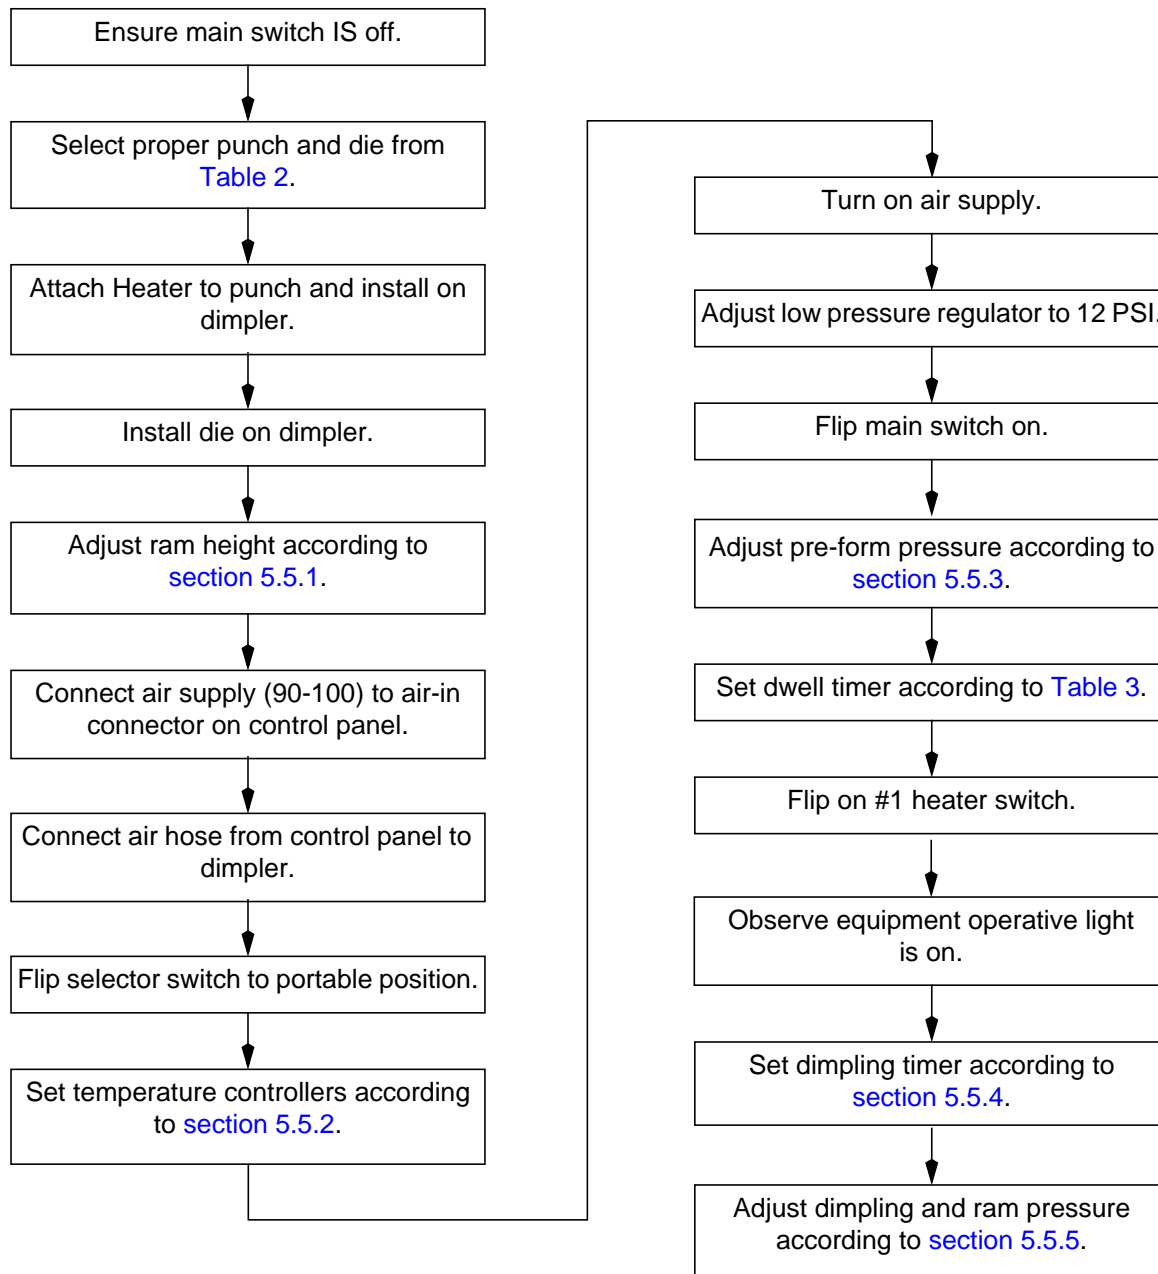 Ensure main switch IS off.
Select proper punch and die from
Table 2.
Attach Heater to punch and install on
dimpler.
Install die on dimpler.
Adjust ram height according to
section 5.5.1.
Connect air supply (90-100) to air-in
connector on control panel.
Connect air hose from control panel to
dimpler.
Flip selector switch to portable position.
Set temperature controllers according
to section 5.5.2.
Turn on air supply.
Adjust low pressure regulator to 12 PSI.
Flip main switch on.
Adjust pre-form pressure according to
section 5.5.3.
Set dwell timer according to Table 3.
Flip on #1 heater switch.
Observe equipment operative light
is on.
Set dimpling timer according to
section 5.5.4.
Adjust dimpling and ram pressure
according to section 5.5.5.